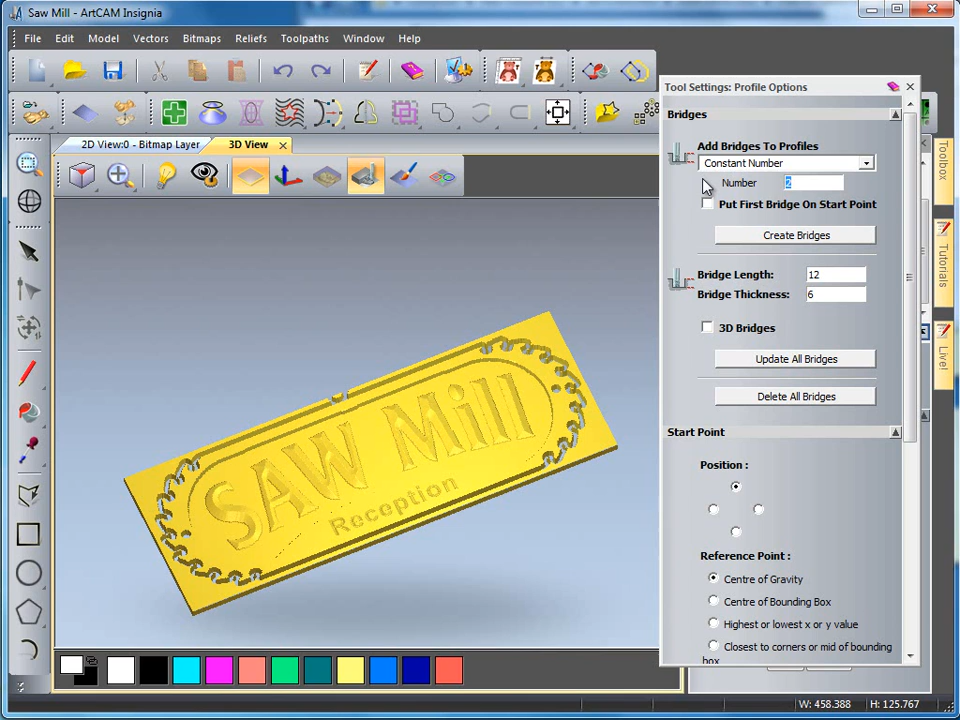 Saw Mill - ArtCAM Insignia
File Edit Model Vectors Bitmaps Reliefs Toolpaths Window Help
Tool Settings: Profile Options
Bridges
2D View:0 - Bitmap Layer 3D View
Add Bridges To Profiles
Constant Number
Number 2
Put First Bridge On Start Point
Create Bridges
Bridge Length: 12
Bridge Thickness: 6
3D Bridges
Update All Bridges
Delete All Bridges
Start Point
Position :
Reference Point :
Centre of Gravity
Centre of Bounding Box
Highest or lowest x or y value
Closest to corners or mid of bounding
box
Toolbox
Tutorials
Live!
SAW Mill
Reception
W: 458.388 H: 125.767